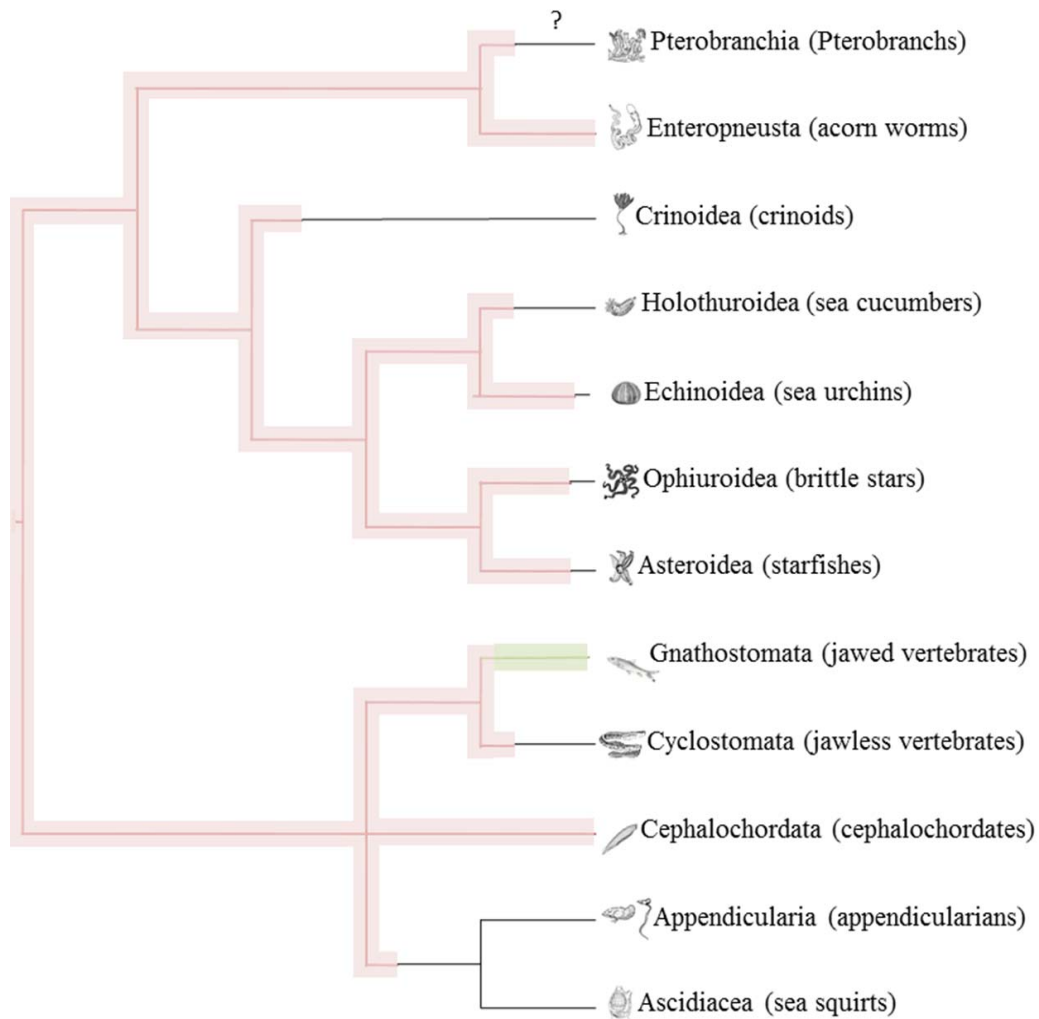 ?
Pterobranchia (Pterobranchs)
Enteropneusta (acorn worms)
Crinoidea (crinoids)
Holothuroidea (sea cucumbers)
Echinoidea (sea urchins)
Ophiuroidea (brittle stars)
Asteroidea (starfishes)
Gnathostomata (jawed vertebrates)
Cyclostomata (jawless vertebrates)
Cephalochordata (cephalochordates)
Appendicularia (appendicularians)
Ascidiacea (sea squirts)